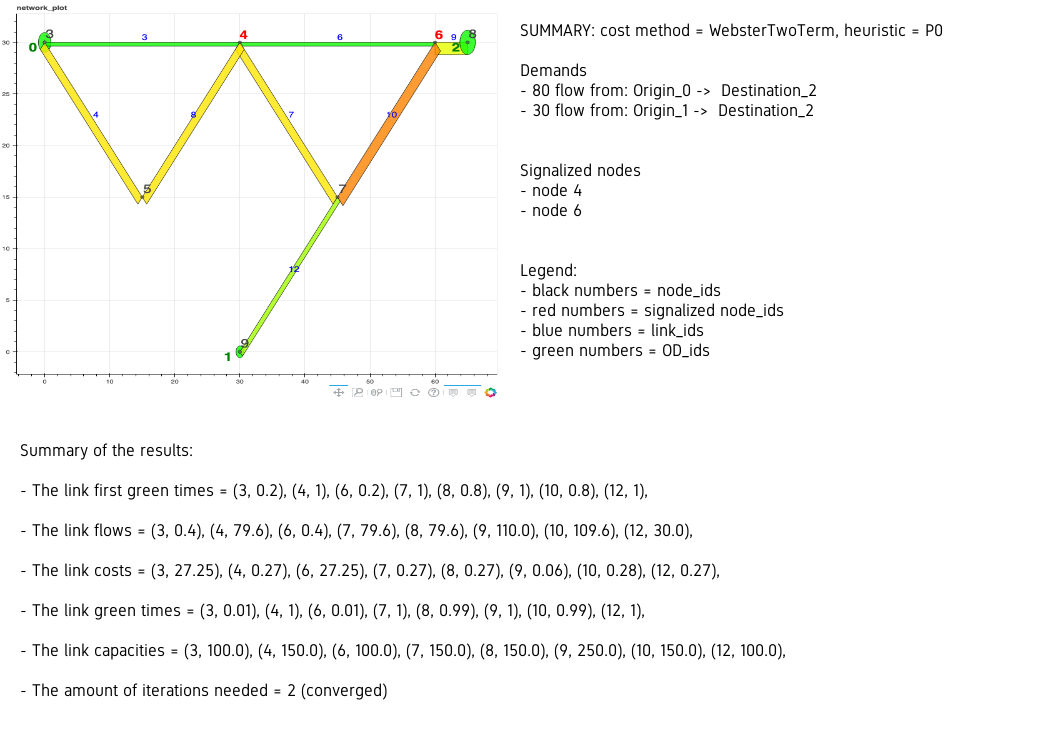 network_plot
SUMMARY: cost method = WebsterTwoTerm, heuristic = P0
Demands
- 80 flow from: Origin_0 -> Destination_2
- 30 flow from: Origin_1 -> Destination_2
Signalized nodes
- node 4
- node 6
Legend:
- black numbers = node_ids
- red numbers = signalized node_ids
- blue numbers = link_ids
- green numbers = OD_ids
30
25
20
15
10
5
0
0 10 20 30 40 50 60
3 4 6 8
0 3 6 9 2
4 8 7 10
5 7
12
9
1
Summary of the results:
- The link first green times = (3, 0.2), (4, 1), (6, 0.2), (7, 1), (8, 0.8), (9, 1), (10, 0.8), (12, 1),
- The link flows = (3, 0.4), (4, 79.6), (6, 0.4), (7, 79.6), (8, 79.6), (9, 110.0), (10, 109.6), (12, 30.0),
- The link costs = (3, 27.25), (4, 0.27), (6, 27.25), (7, 0.27), (8, 0.27), (9, 0.06), (10, 0.28), (12, 0.27),
- The link green times = (3, 0.01), (4, 1), (6, 0.01), (7, 1), (8, 0.99), (9, 1), (10, 0.99), (12, 1),
- The link capacities = (3, 100.0), (4, 150.0), (6, 100.0), (7, 150.0), (8, 150.0), (9, 250.0), (10, 150.0), (12, 100.0),
- The amount of iterations needed = 2 (converged)